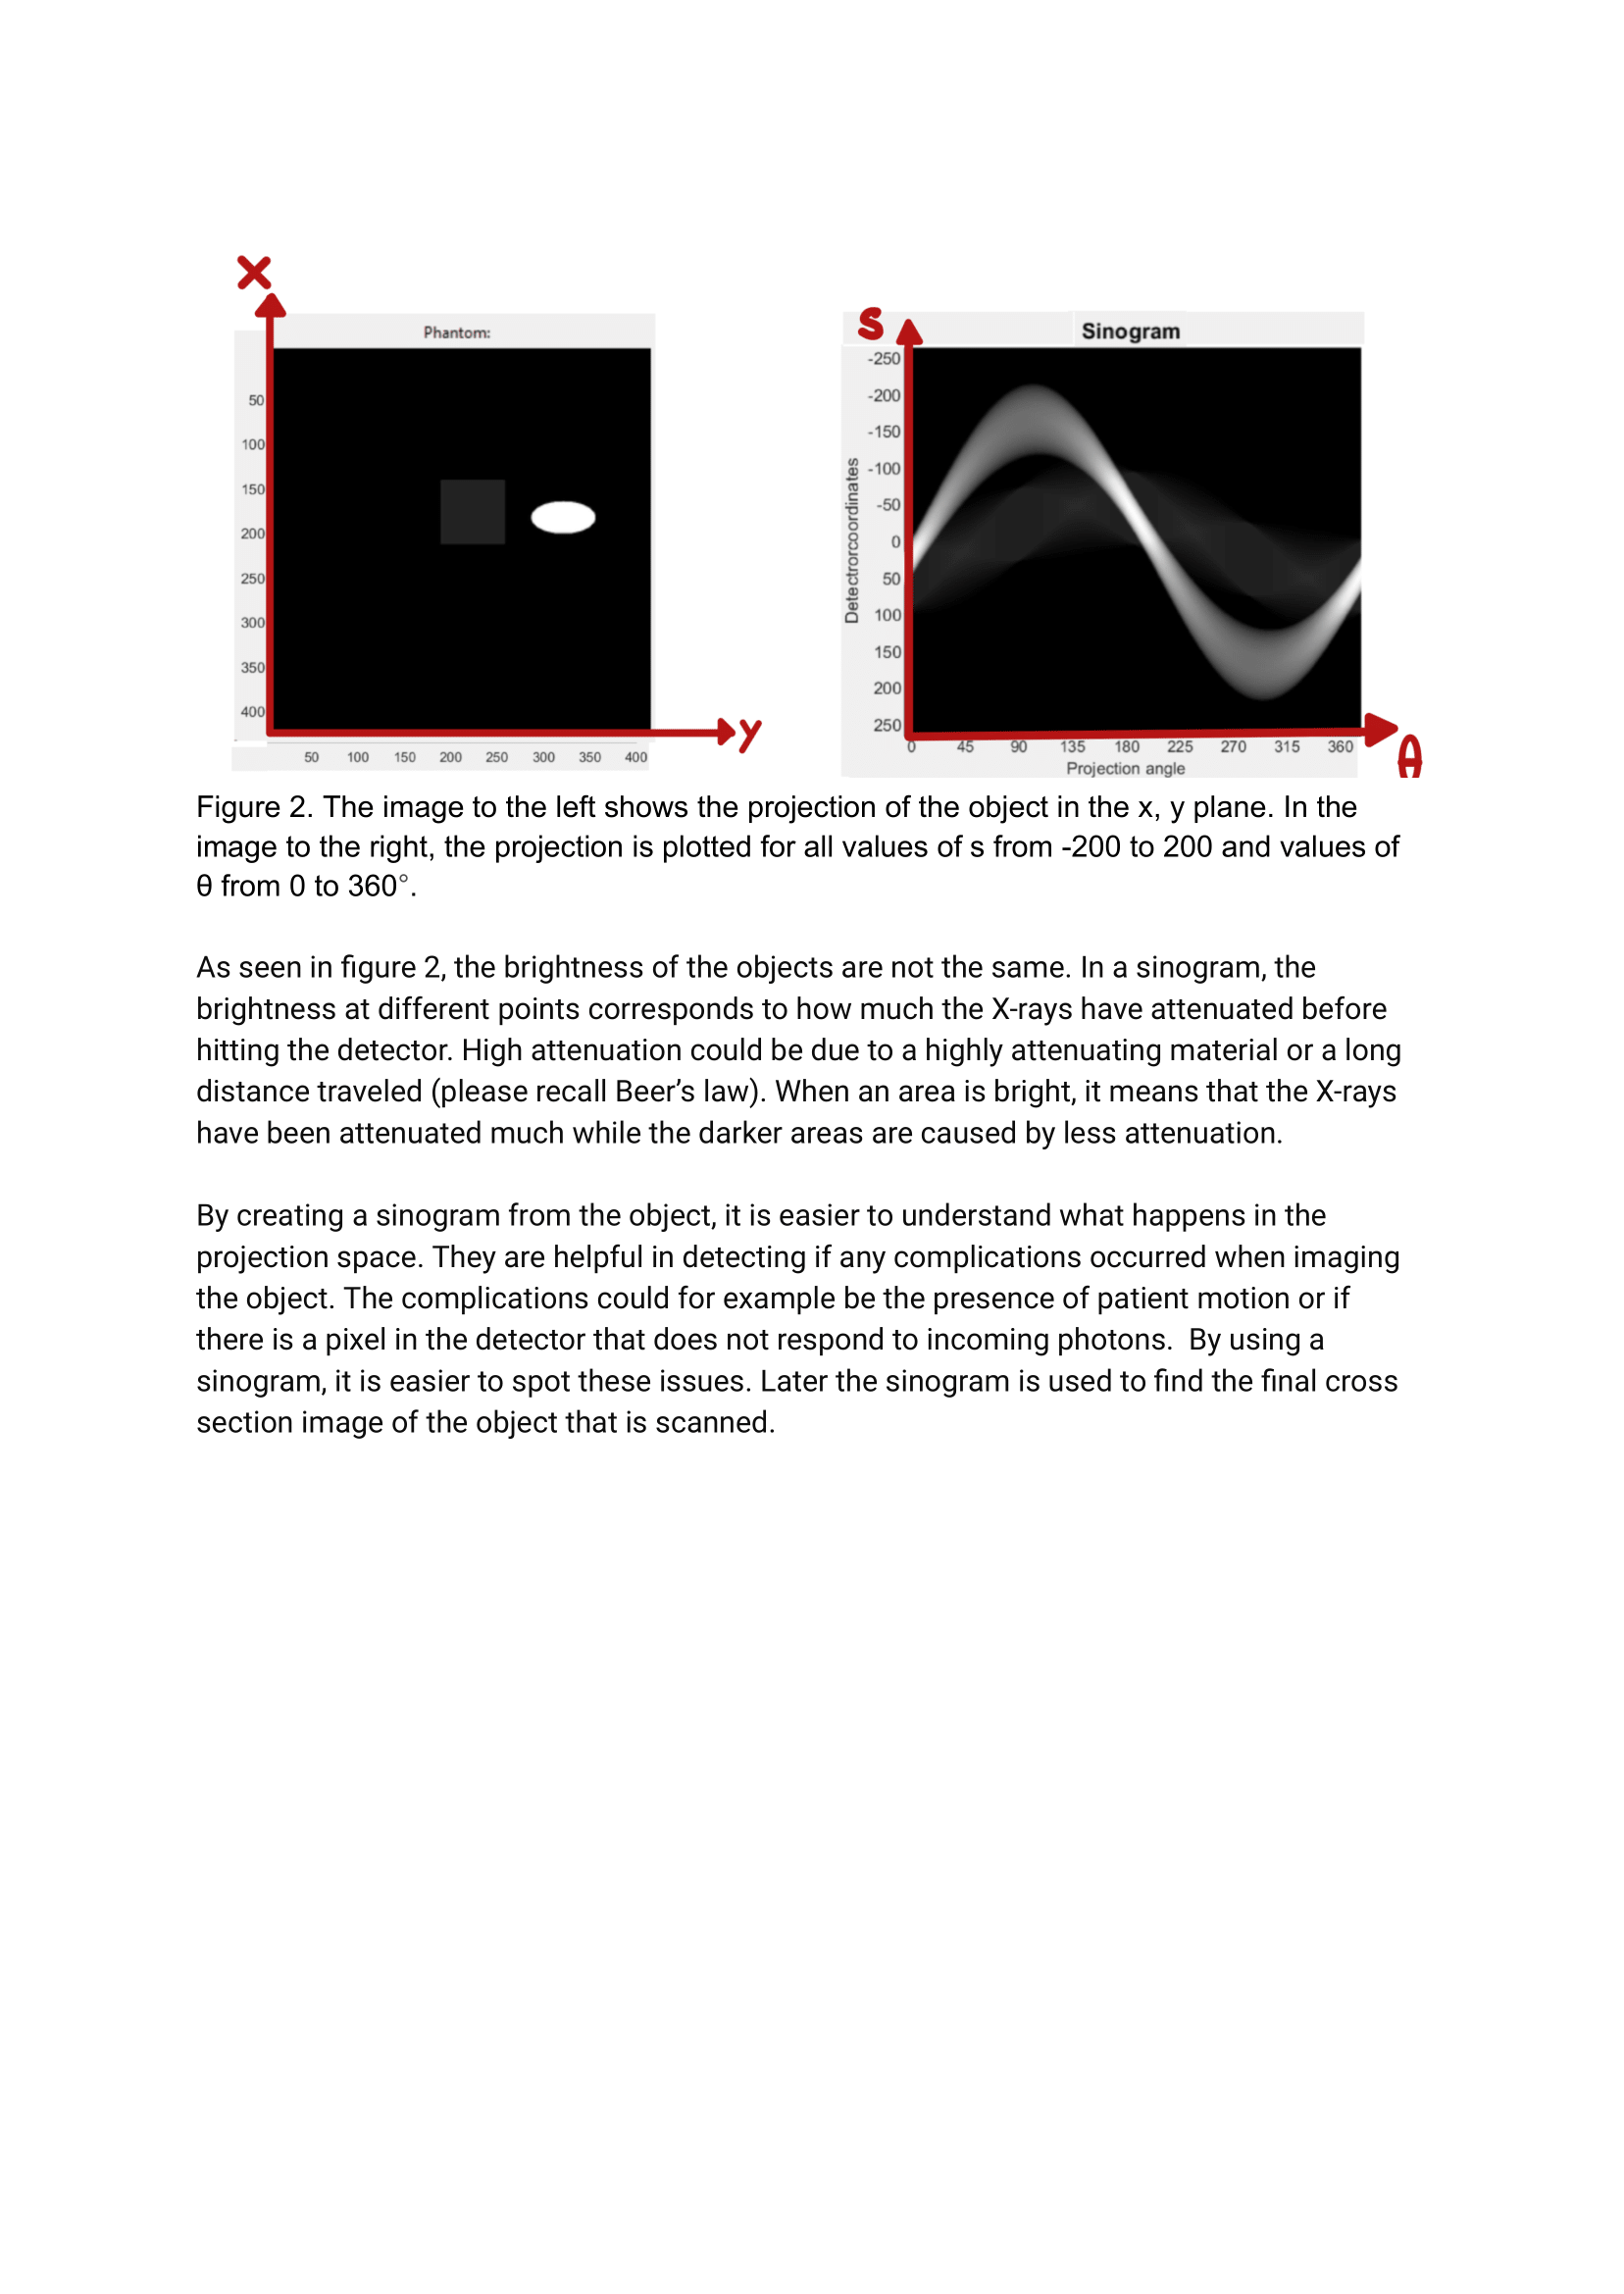 X
Phantom:
50
100
150
200
250
300
350
400
50 100 150 200 250 300 350 400
y
S
Sinogram
-250
-200
-150
-100
-50
0
50
100
150
200
250
Detectrorcoordinates
0 45 90 135 180 225 270 315 360
Projection angle
θ
Figure 2. The image to the left shows the projection of the object in the x, y plane. In the
image to the right, the projection is plotted for all values of s from -200 to 200 and values of
θ from 0 to 360°.
As seen in figure 2, the brightness of the objects are not the same. In a sinogram, the
brightness at different points corresponds to how much the X-rays have attenuated before
hitting the detector. High attenuation could be due to a highly attenuating material or a long
distance traveled (please recall Beer’s law). When an area is bright, it means that the X-rays
have been attenuated much while the darker areas are caused by less attenuation.
By creating a sinogram from the object, it is easier to understand what happens in the
projection space. They are helpful in detecting if any complications occurred when imaging
the object. The complications could for example be the presence of patient motion or if
there is a pixel in the detector that does not respond to incoming photons.  By using a
sinogram, it is easier to spot these issues. Later the sinogram is used to find the final cross
section image of the object that is scanned.